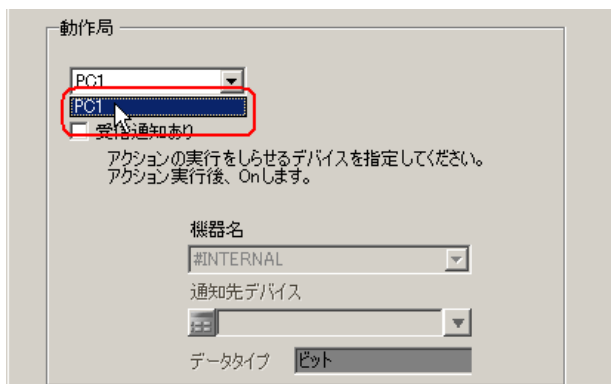 動作局
PC1
PC1
受信通知あり
アクションの実行をしらせるデバイスを指定してください。
アクション実行後、Onします。
機器名
#INTERNAL
通知先デバイス
データタイプ ビット